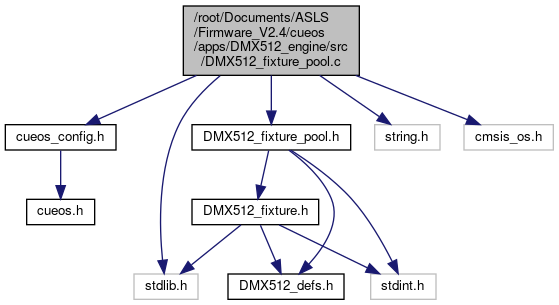 /root/Documents/ASLS
/Firmware_V2.4/cueos
/apps/DMX512_engine/src
/DMX512_fixture_pool.c
cueos_config.h
DMX512_fixture_pool.h
string.h
cmsis_os.h
cueos.h
DMX512_fixture.h
stdlib.h
DMX512_defs.h
stdint.h